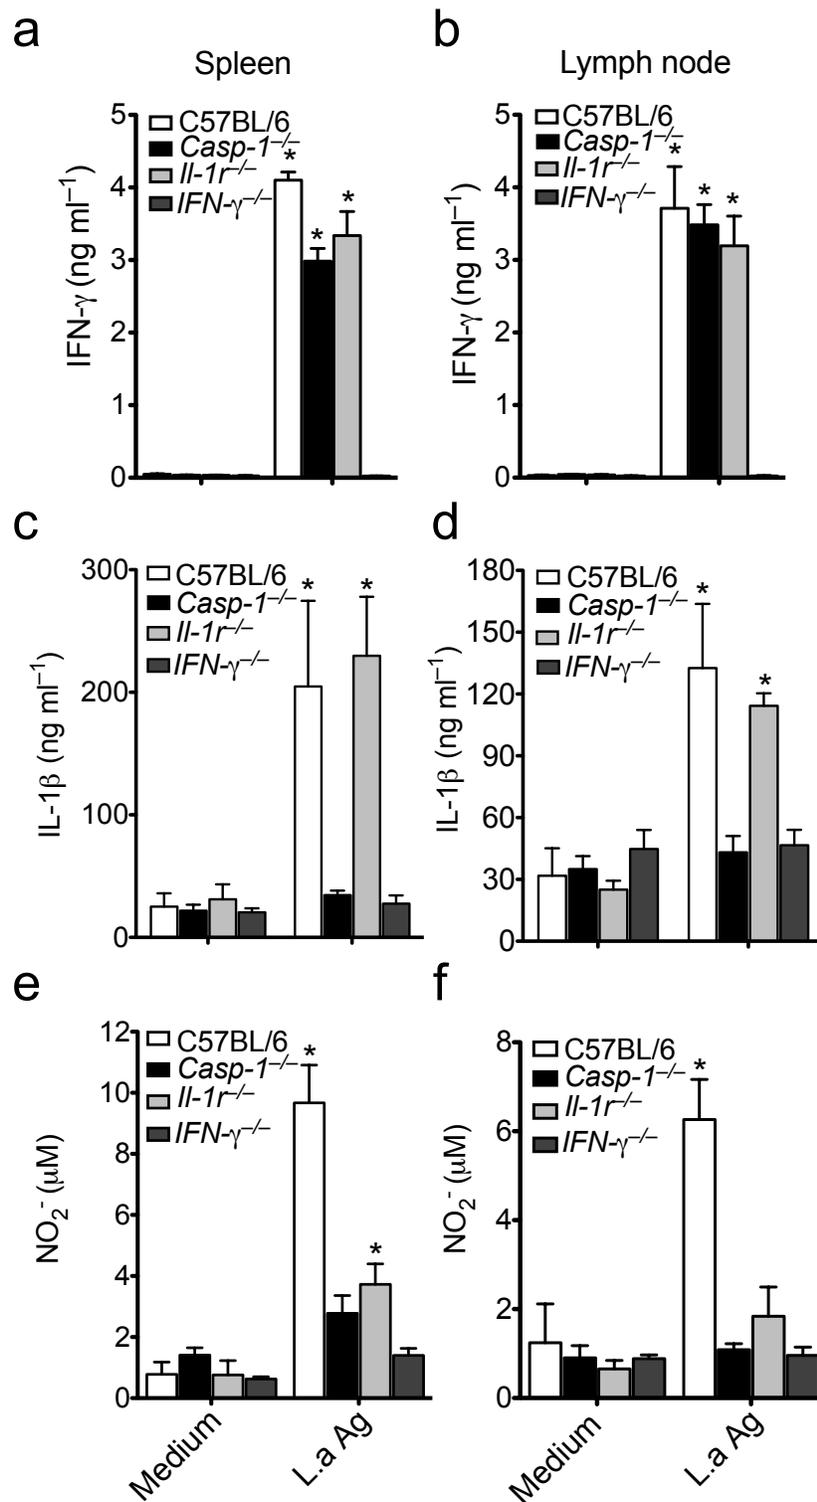 a
Spleen
IFN-γ (ng ml⁻¹)
5
4
3
2
1
0
C57BL/6
Casp-1⁻/⁻
Il-1r⁻/⁻
IFN-γ⁻/⁻
*
*
*
b
Lymph node
IFN-γ (ng ml⁻¹)
5
4
3
2
1
0
C57BL/6
Casp-1⁻/⁻
Il-1r⁻/⁻
IFN-γ⁻/⁻
*
*
*
c
IL-1β (ng ml⁻¹)
300
200
100
0
C57BL/6
Casp-1⁻/⁻
Il-1r⁻/⁻
IFN-γ⁻/⁻
*
*
d
IL-1β (ng ml⁻¹)
180
150
120
90
60
30
0
C57BL/6
Casp-1⁻/⁻
Il-1r⁻/⁻
IFN-γ⁻/⁻
*
*
e
NO₂⁻ (μM)
12
10
8
6
4
2
0
C57BL/6
Casp-1⁻/⁻
Il-1r⁻/⁻
IFN-γ⁻/⁻
*
*
Medium
L.a Ag
f
NO₂⁻ (μM)
8
6
4
2
0
C57BL/6
Casp-1⁻/⁻
Il-1r⁻/⁻
IFN-γ⁻/⁻
*
Medium
L.a Ag